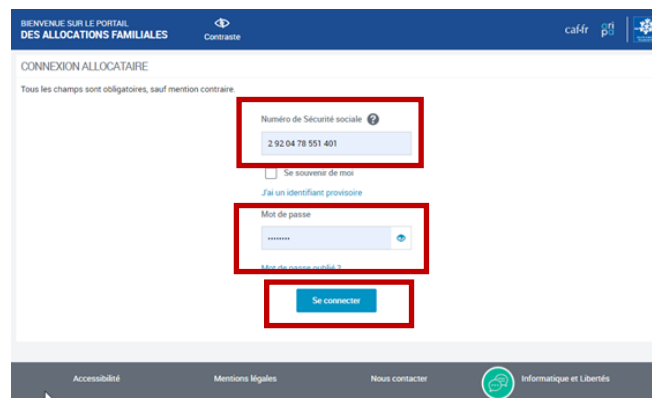 BIENVENUE SUR LE PORTAIL
DES ALLOCATIONS FAMILIALES
Contraste
caf·fr
CONNEXION ALLOCATAIRE
Tous les champs sont obligatoires, sauf mention contraire.
Numéro de Sécurité sociale ?
2 92 04 78 551 401
Se souvenir de moi
J'ai un identifiant provisoire
Mot de passe
········
Mot de passe oublié ?
Se connecter
Accessibilité
Mentions légales
Nous contacter
Informatique et Libertés